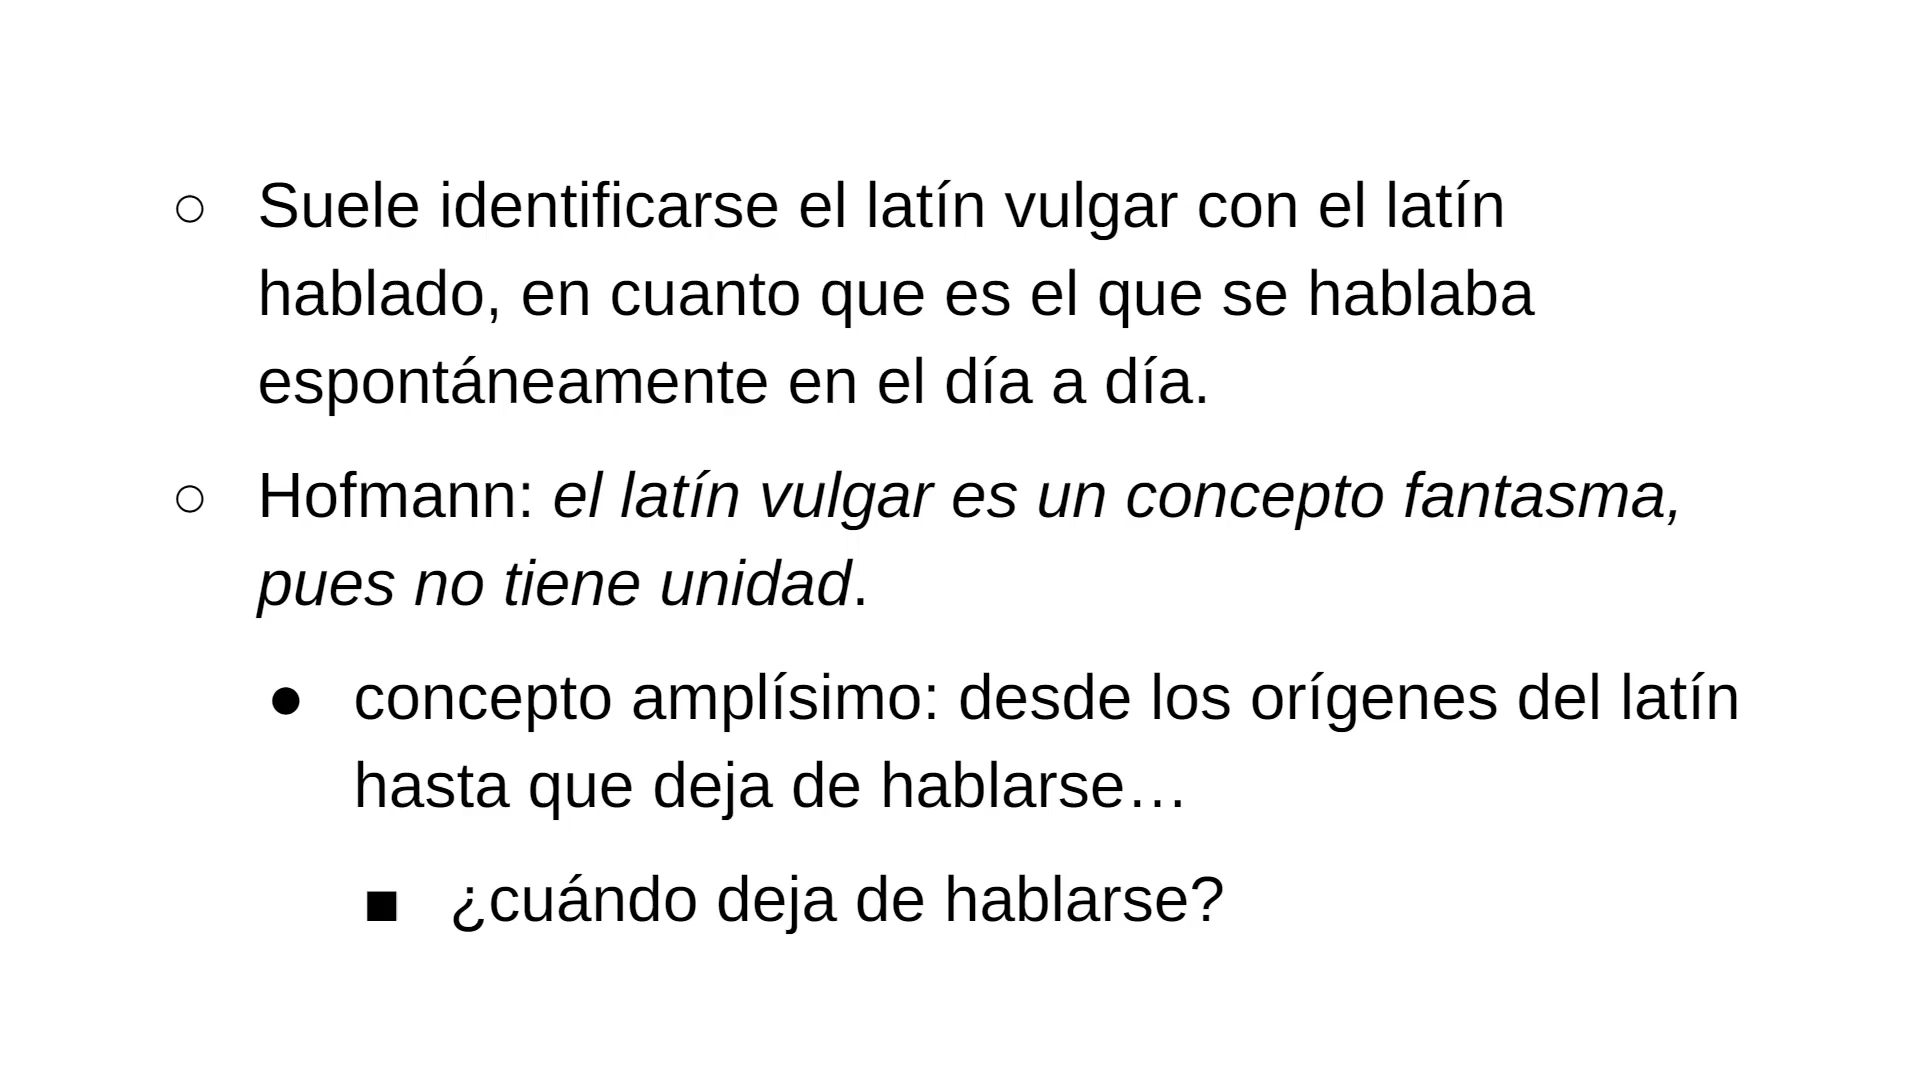 ○ Suele identificarse el latín vulgar con el latín
hablado, en cuanto que es el que se hablaba
espontáneamente en el día a día.
○ Hofmann: el latín vulgar es un concepto fantasma,
pues no tiene unidad.
● concepto amplísimo: desde los orígenes del latín
hasta que deja de hablarse…
■ ¿cuándo deja de hablarse?